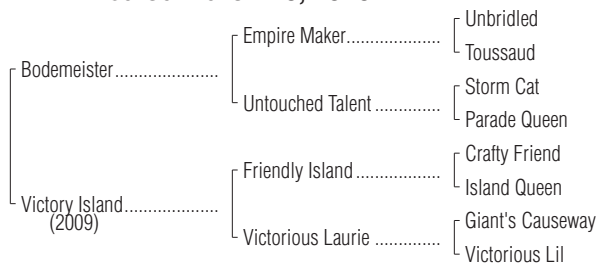 Empire Maker....................
Unbridled
Toussaud
Bodemeister......................
Untouched Talent ..............
Storm Cat
Parade Queen
Friendly Island ..................
Crafty Friend
Island Queen
Victory Island....................
(2009)
Victorious Laurie ..............
Giant's Causeway
Victorious Lil